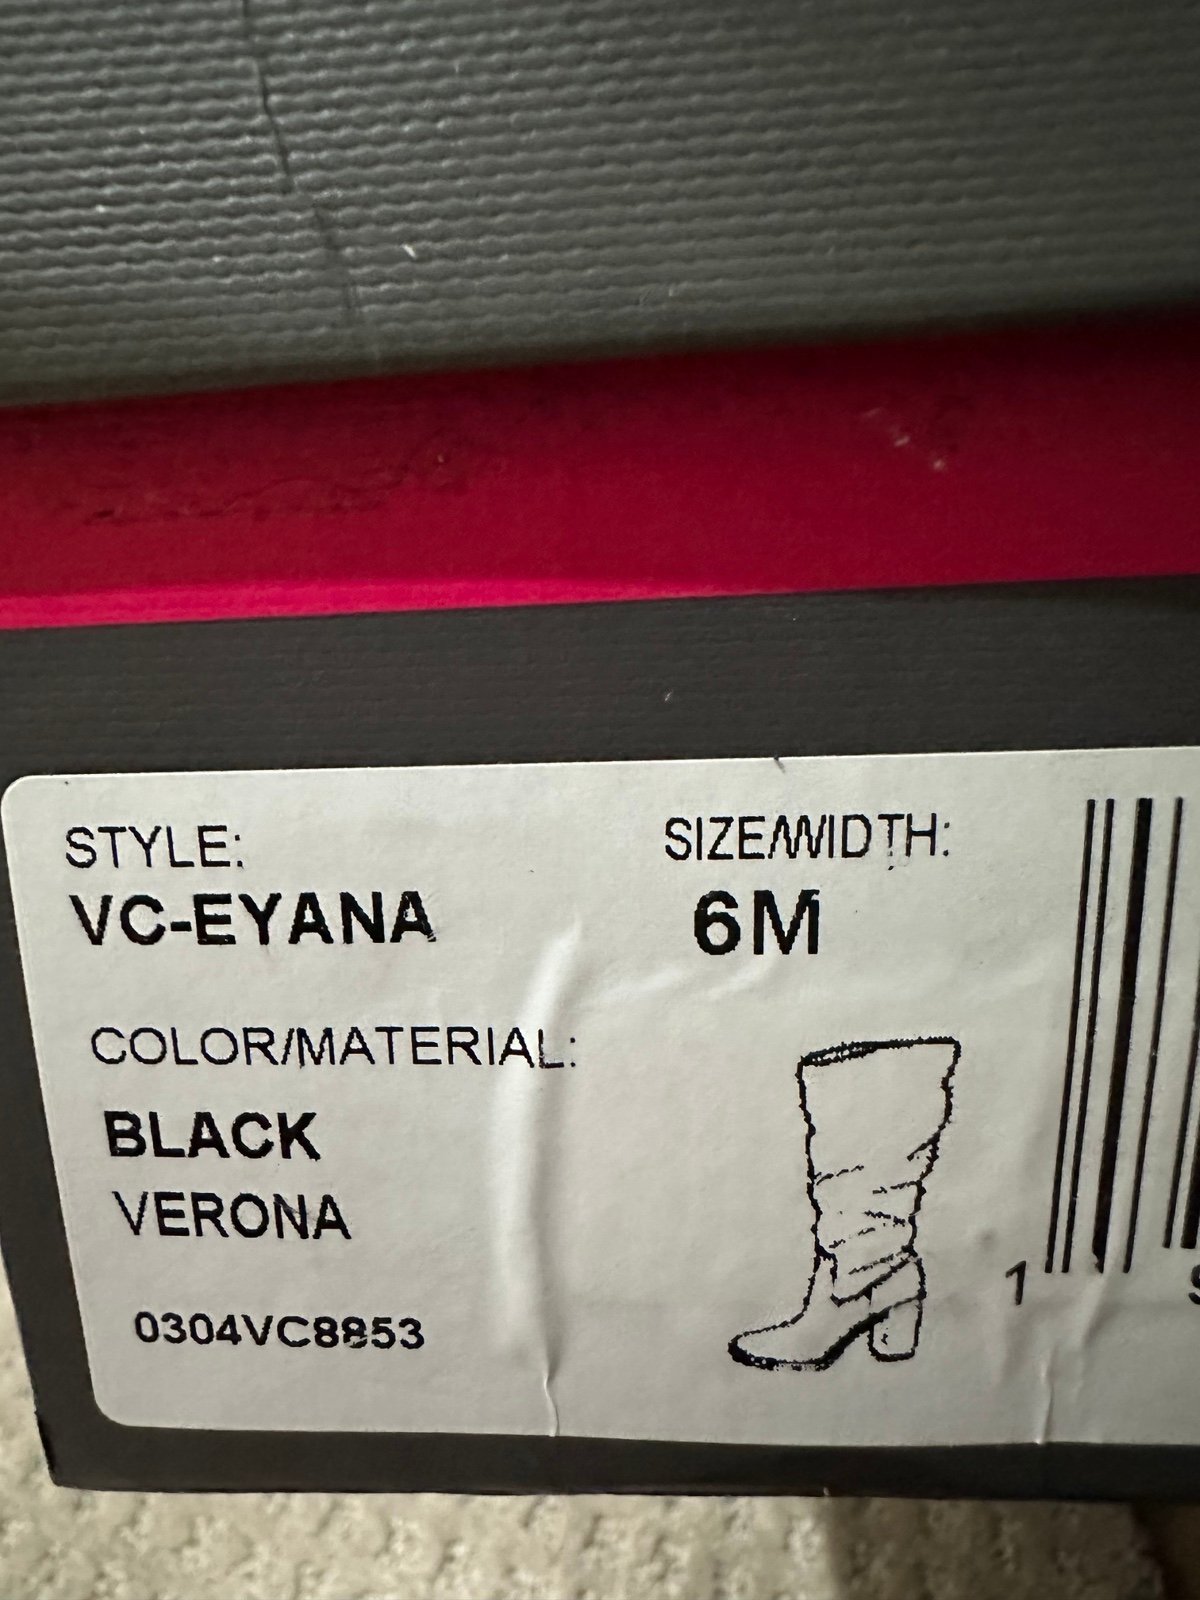 STYLE:
VC-EYANA
SIZE/WIDTH:
6M
COLOR/MATERIAL:
BLACK
VERONA
0304VC8853
1